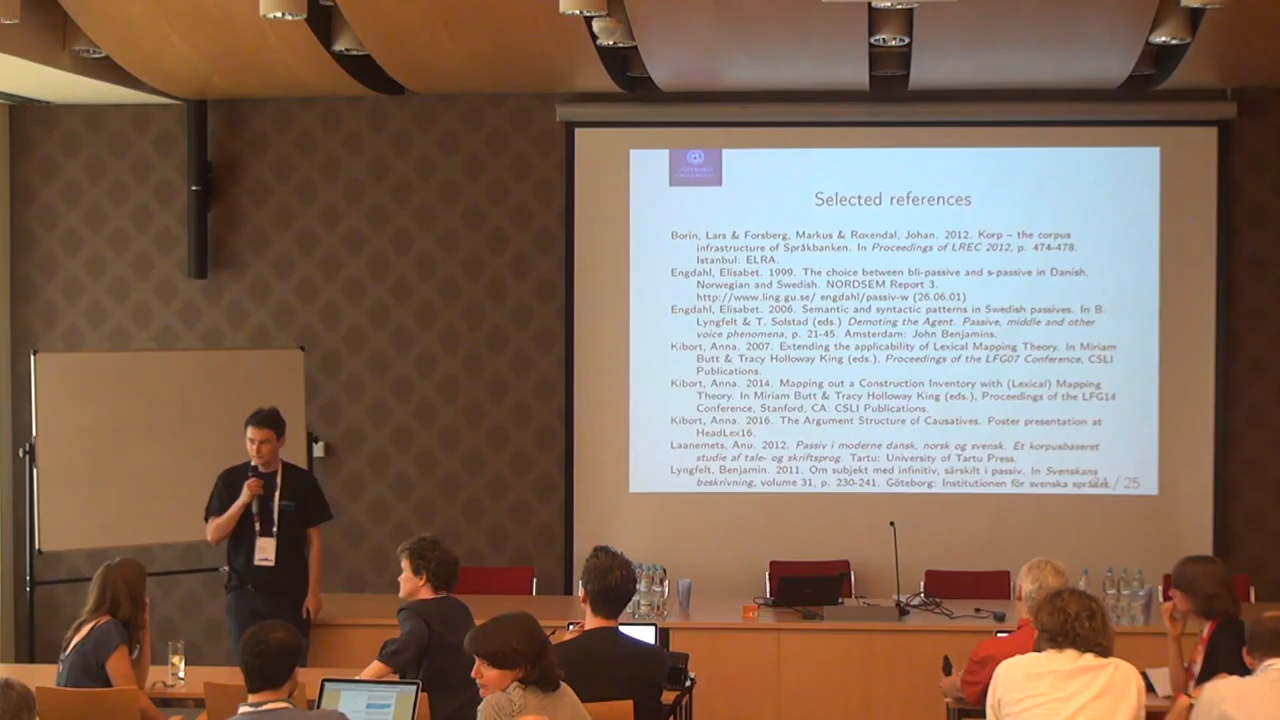 GÖTEBORGS
UNIVERSITET
Selected references
Borin, Lars & Forsberg, Markus & Roxendal, Johan. 2012. Korp – the corpus
infrastructure of Språkbanken. In Proceedings of LREC 2012, p. 474-478.
Istanbul: ELRA.
Engdahl, Elisabet. 1999. The choice between bli-passive and s-passive in Danish,
Norwegian and Swedish. NORDSEM Report 3.
http://www.ling.gu.se/ engdahl/passiv-w (26.06.01)
Engdahl, Elisabet. 2006. Semantic and syntactic patterns in Swedish passives. In B.
Lyngfelt & T. Solstad (eds.) Demoting the Agent. Passive, middle and other
voice phenomena, p. 21-45. Amsterdam: John Benjamins.
Kibort, Anna. 2007. Extending the applicability of Lexical Mapping Theory. In Miriam
Butt & Tracy Holloway King (eds.), Proceedings of the LFG07 Conference, CSLI
Publications.
Kibort, Anna. 2014. Mapping out a Construction Inventory with (Lexical) Mapping
Theory. In Miriam Butt & Tracy Holloway King (eds.), Proceedings of the LFG14
Conference, Stanford, CA: CSLI Publications.
Kibort, Anna. 2016. The Argument Structure of Causatives. Poster presentation at
HeadLex16.
Laanemets, Anu. 2012. Passiv i moderne dansk, norsk og svensk. Et korpusbaseret
studie af tale- og skriftsprog. Tartu: University of Tartu Press.
Lyngfelt, Benjamin. 2011. Om subjekt med infinitiv, särskilt i passiv. In Svenskans
beskrivning, volume 31, p. 230-241. Göteborg: Institutionen för svenska språket.
24/25